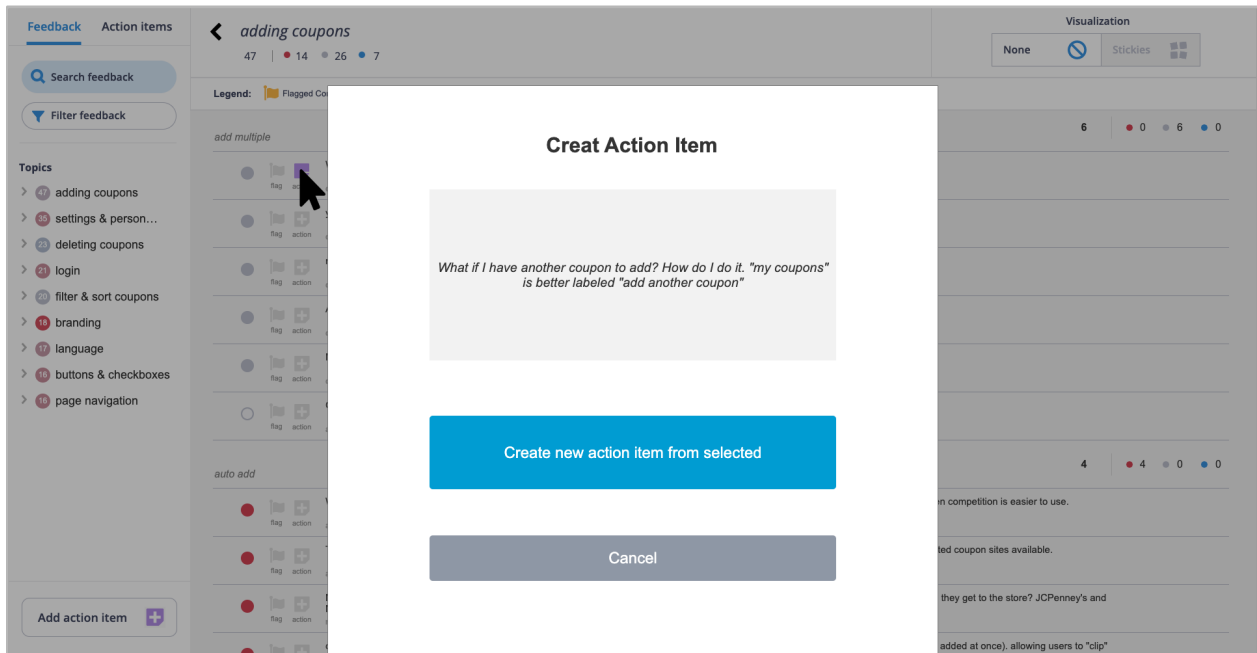 Feedback Action items
Search feedback
Filter feedback
Topics
47 adding coupons
35 settings & person...
23 deleting coupons
21 login
20 filter & sort coupons
18 branding
17 language
16 buttons & checkboxes
16 page navigation
Add action item
adding coupons
47 14 26 7
Visualization
None Stickies
Legend: Flagged Co
add multiple 6 0 6 0
flag
flag action
flag action
flag action
flag action
flag action
auto add 4 4 0 0
flag action
en competition is easier to use.
flag action
ted coupon sites available.
flag action
they get to the store? JCPenney's and
added at once). allowing users to "clip"
Creat Action Item
What if I have another coupon to add? How do I do it. "my coupons"
is better labeled "add another coupon"
Create new action item from selected
Cancel